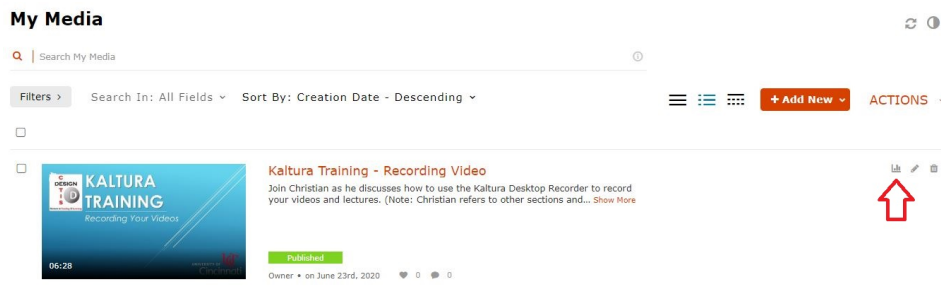 My Media
Search My Media
Filters >
Search In: All Fields
Sort By: Creation Date - Descending
+ Add New
ACTIONS
DESIGN
KALTURA
TRAINING
Recording Your Videos
Cincinnati
06:28
Kaltura Training - Recording Video
Join Christian as he discusses how to use the Kaltura Desktop Recorder to record
your videos and lectures. (Note: Christian refers to other sections and... Show More
Published
Owner • on June 23rd, 2020 0 0